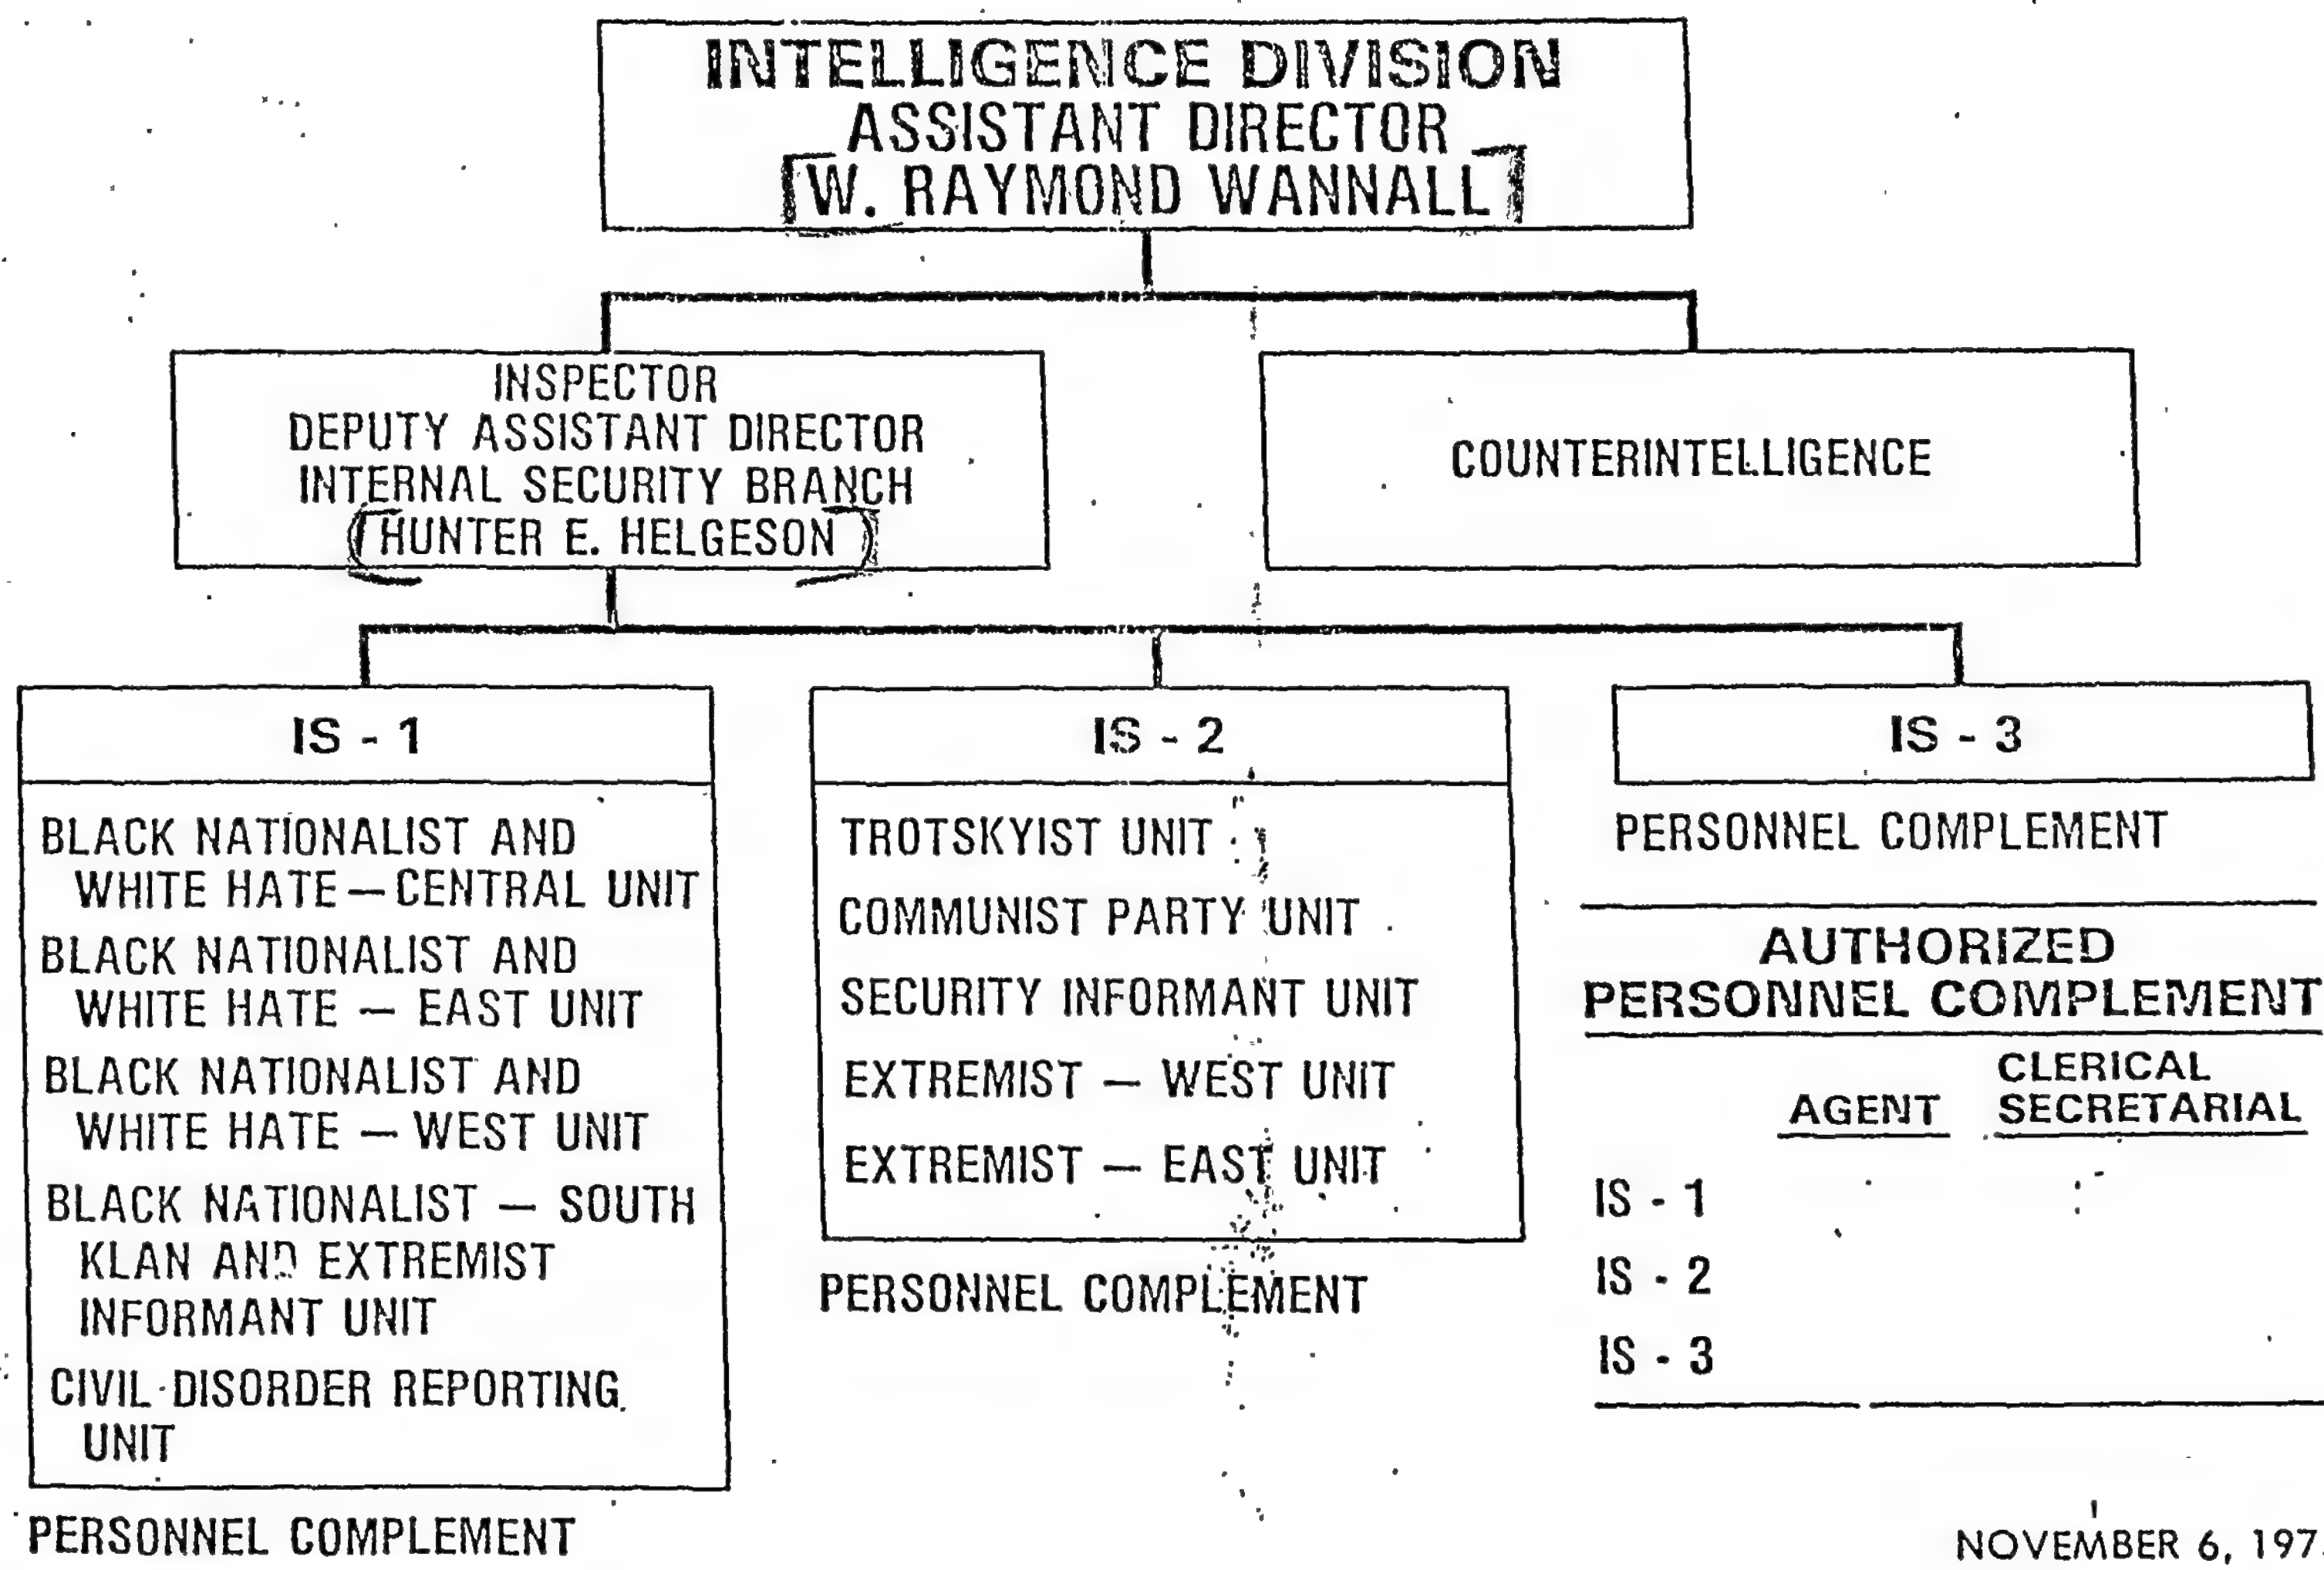 INTELLIGENCE DIVISION
ASSISTANT DIRECTOR
W. RAYMOND WANNALL
INSPECTOR
DEPUTY ASSISTANT DIRECTOR
INTERNAL SECURITY BRANCH
HUNTER E. HELGESON
COUNTERINTELLIGENCE
IS - 1
BLACK NATIONALIST AND
WHITE HATE — CENTRAL UNIT
BLACK NATIONALIST AND
WHITE HATE — EAST UNIT
BLACK NATIONALIST AND
WHITE HATE — WEST UNIT
BLACK NATIONALIST — SOUTH
KLAN AND EXTREMIST
INFORMANT UNIT
CIVIL DISORDER REPORTING
UNIT
PERSONNEL COMPLEMENT
IS - 2
TROTSKYIST UNIT
COMMUNIST PARTY UNIT
SECURITY INFORMANT UNIT
EXTREMIST — WEST UNIT
EXTREMIST — EAST UNIT
PERSONNEL COMPLEMENT
IS - 3
PERSONNEL COMPLEMENT
AUTHORIZED
PERSONNEL COMPLEMENT
CLERICAL
AGENT SECRETARIAL
IS - 1
IS - 2
IS - 3
NOVEMBER 6, 197